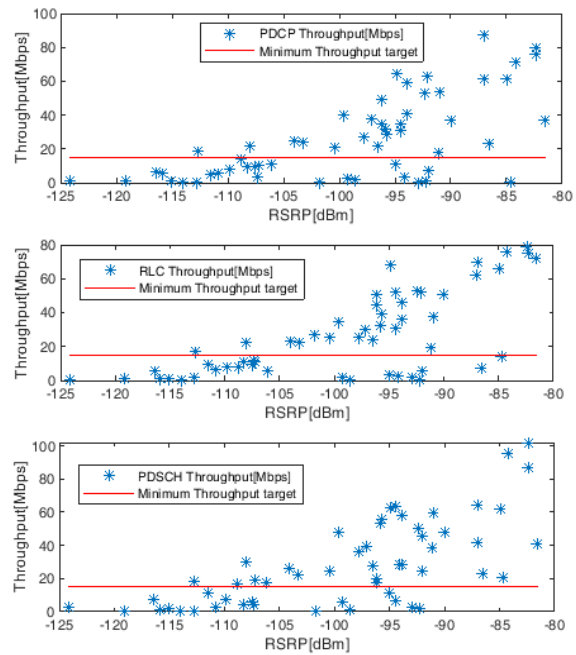 100
80
60
40
20
0
Throughput[Mbps]
PDCP Throughput[Mbps]
Minimum Throughput target
-125 -120 -115 -110 -105 -100 -95 -90 -85 -80
RSRP[dBm]
80
60
40
20
0
Throughput[Mbps]
RLC Throughput[Mbps]
Minimum Throughput target
-125 -120 -115 -110 -105 -100 -95 -90 -85 -80
RSRP[dBm]
100
80
60
40
20
0
Throughput[Mbps]
PDSCH Throughput[Mbps]
Minimum Throughput target
-125 -120 -115 -110 -105 -100 -95 -90 -85 -80
RSRP[dBm]